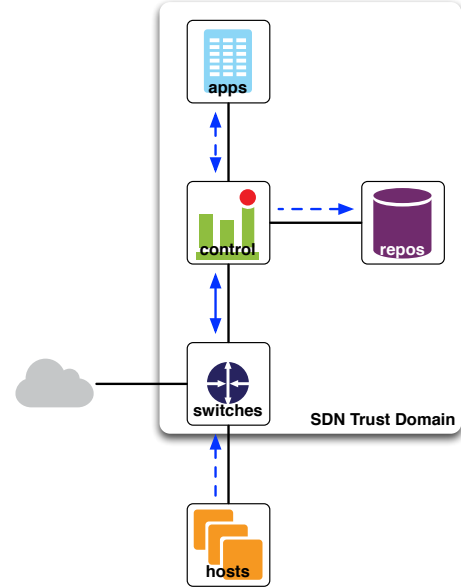 apps
control
repos
switches
SDN Trust Domain
hosts